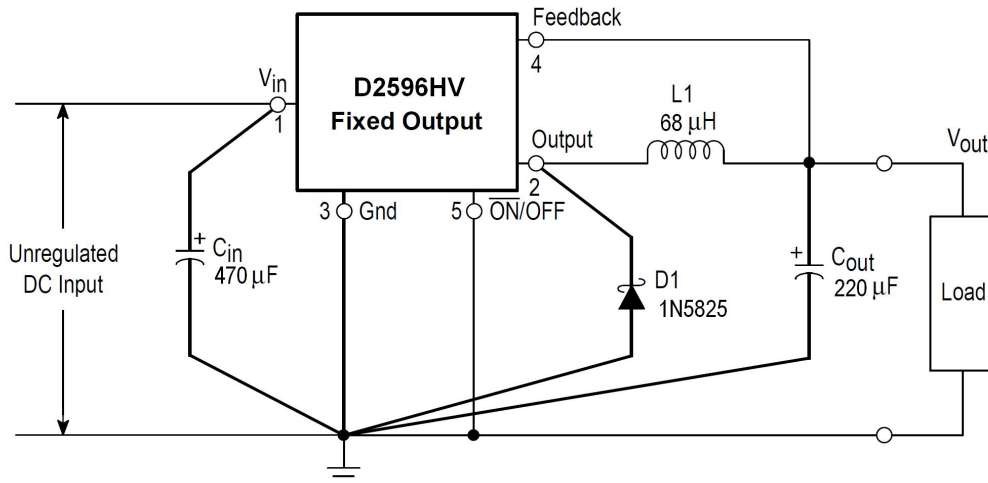 Feedback
4
D2596HV
Fixed Output
V_in
1
L1
68 µH
Output
2
V_out
3 Gnd
5 O̅N̅/OFF
+
C_in
470 µF
Unregulated
DC Input
D1
1N5825
+
C_out
220 µF
Load